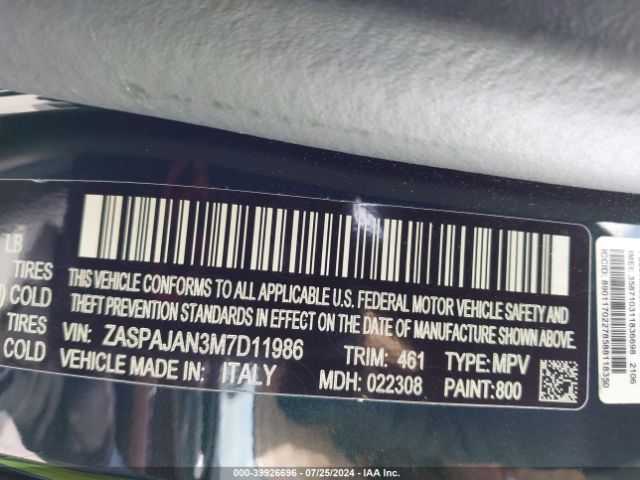 LB
TIRES
COLD
TIRES
COLD
THIS VEHICLE CONFORMS TO ALL APPLICABLE U.S. FEDERAL MOTOR VEHICLE SAFETY AND
THEFT PREVENTION STANDARDS IN EFFECT ON THE DATE OF MANUFACTURE SHOWN ABOVE.
VIN: ZASPAJAN3M7D11986 TRIM: 461 TYPE: MPV
VEHICLE MADE IN: ITALY MDH: 022308 PAINT: 800
2106
000-39926696 - 07/25/2024 - IAA Inc.